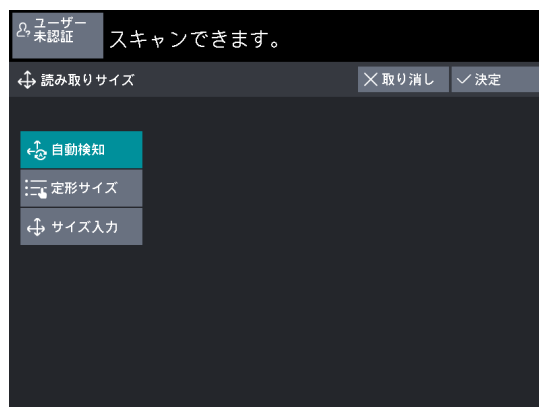 ユーザー
未認証
スキャンできます。
読み取りサイズ
取り消し
決定
自動検知
定形サイズ
サイズ入力